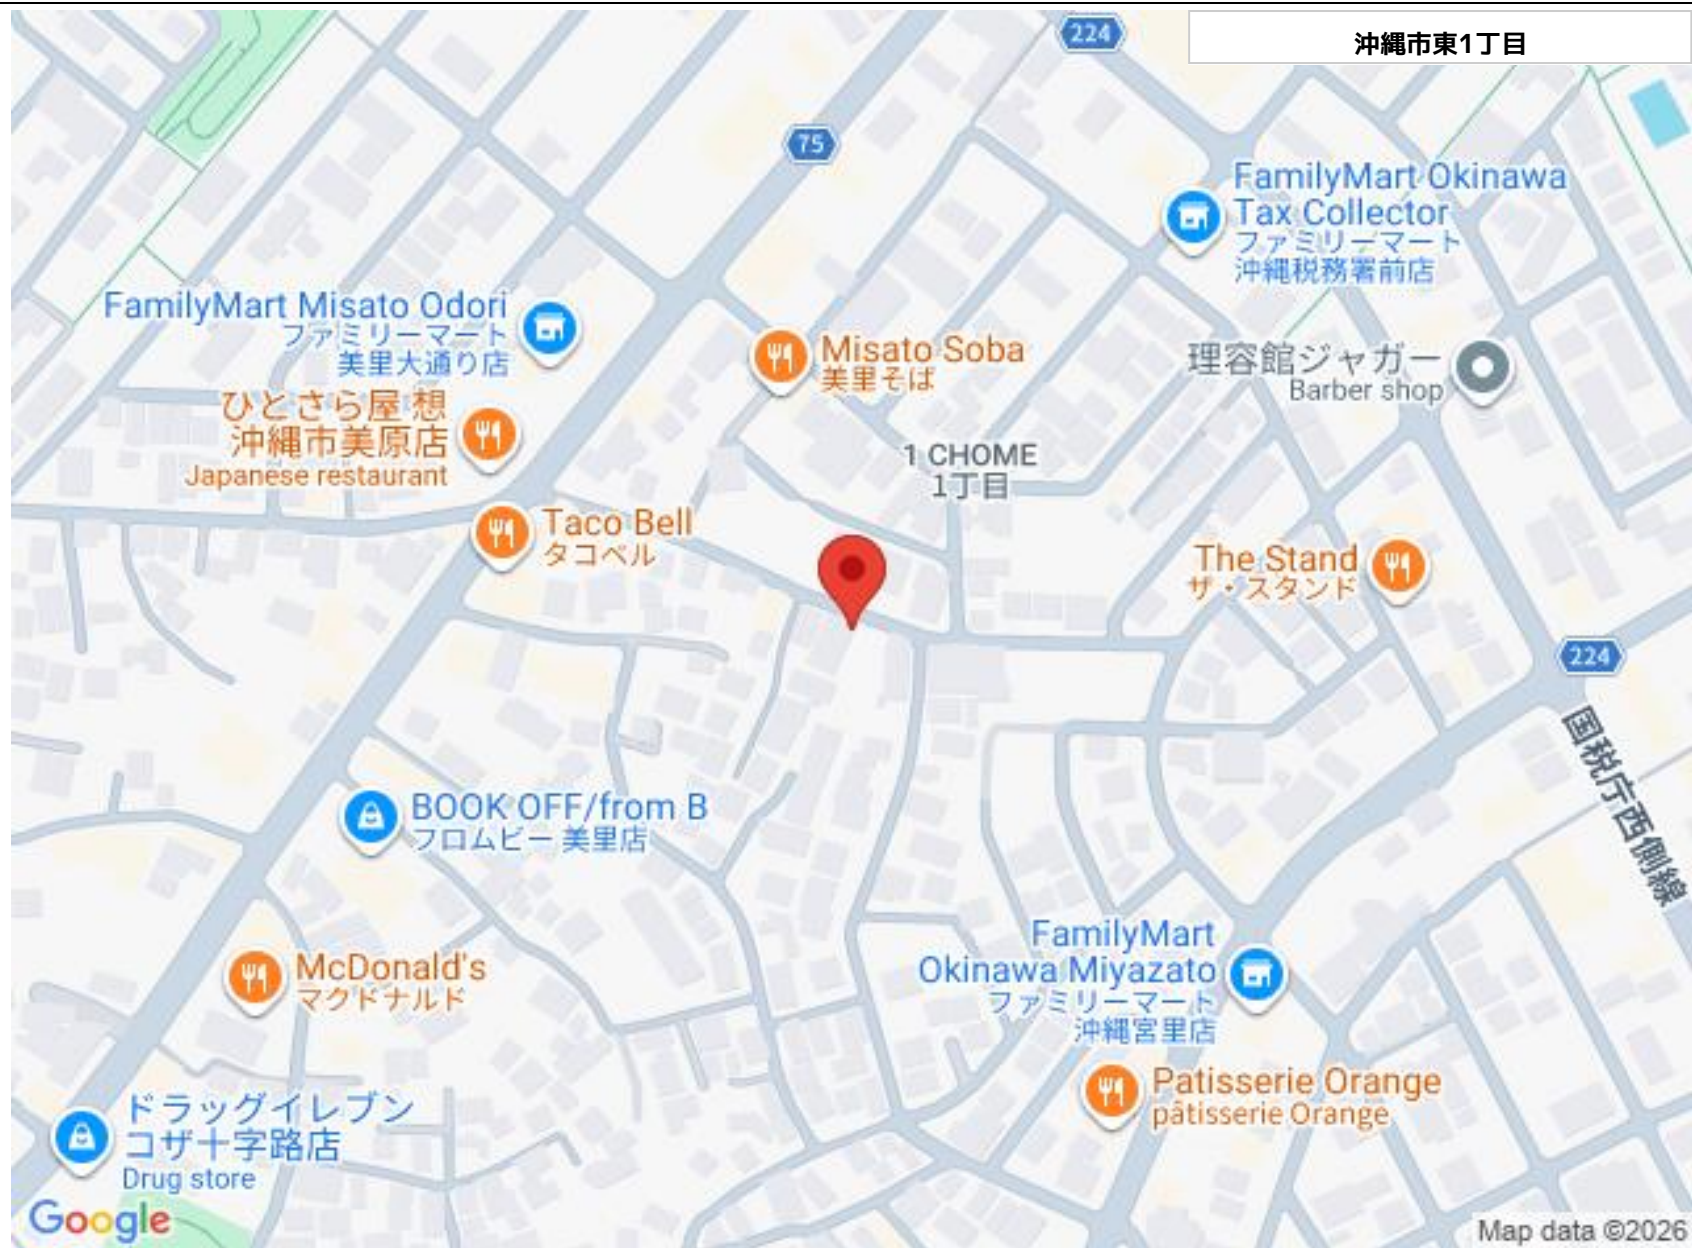 沖縄市東1丁目
224
75
FamilyMart Okinawa
Tax Collector
ファミリーマート
沖縄税務署前店
FamilyMart Misato Odori
ファミリーマート
美里大通り店
Misato Soba
美里そば
理容館ジャガー
Barber shop
ひとさら屋 想
沖縄市美原店
Japanese restaurant
1 CHOME
1丁目
Taco Bell
タコベル
The Stand
ザ・スタンド
224
国税庁西側線
BOOK OFF/from B
フロムビー 美里店
McDonald's
マクドナルド
FamilyMart
Okinawa Miyazato
ファミリーマート
沖縄宮里店
Patisserie Orange
pâtisserie Orange
ドラッグイレブン
コザ十字路店
Drug store
Google
Map data ©2026